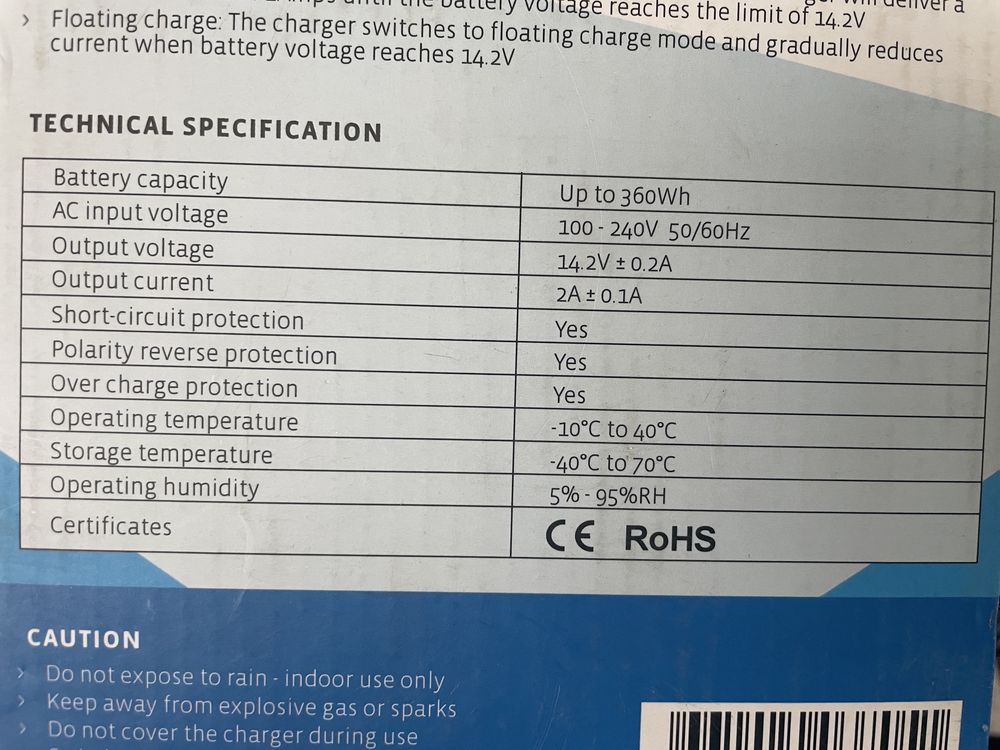 until the battery voltage reaches the limit of 14.2V
› Floating charge: The charger switches to floating charge mode and gradually reduces
current when battery voltage reaches 14.2V
TECHNICAL SPECIFICATION
Battery capacity Up to 360Wh
AC input voltage 100 - 240V 50/60Hz
Output voltage 14.2V ± 0.2A
Output current 2A ± 0.1A
Short-circuit protection Yes
Polarity reverse protection Yes
Over charge protection Yes
Operating temperature -10°C to 40°C
Storage temperature -40°C to 70°C
Operating humidity 5% - 95%RH
Certificates CE RoHS
CAUTION
› Do not expose to rain - indoor use only
› Keep away from explosive gas or sparks
› Do not cover the charger during use